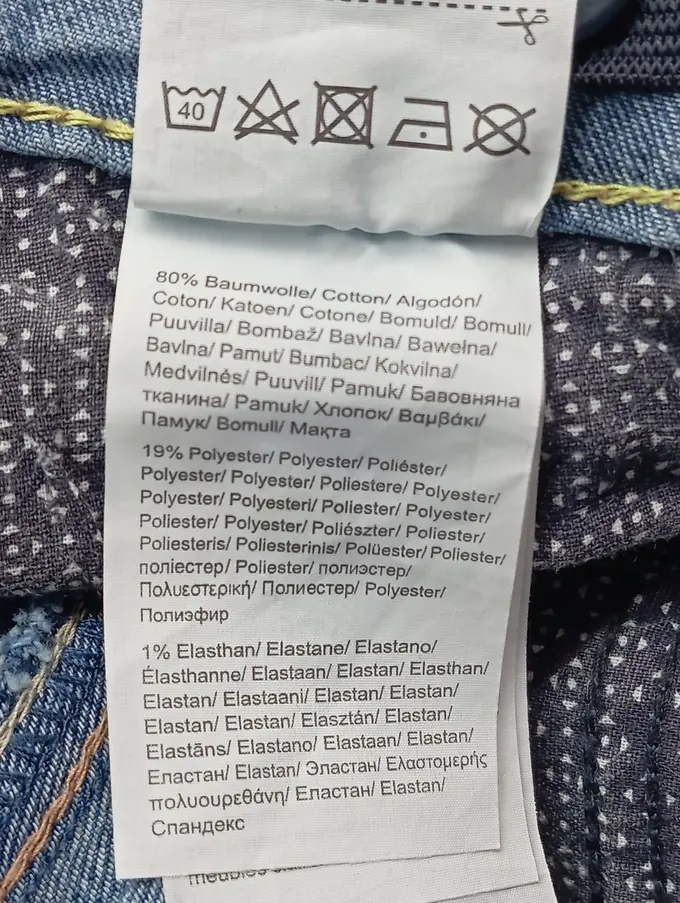 40
80% Baumwolle/ Cotton/ Algodón/
Coton/ Katoen/ Cotone/ Bomuld/ Bomull/
Puuvilla/ Bombaž/ Bavlna/ Bawełna/
Bavlna/ Pamut/ Bumbac/ Kokvilna/
Medvilnės/ Puuvill/ Pamuk/ Бавовняна
тканина/ Pamuk/ Хлопок/ Βαμβάκι/
Памук/ Bomull/ Мақта
19% Polyester/ Polyester/ Poliéster/
Polyester/ Polyester/ Poliestere/ Polyester/
Polyester/ Polyesteri/ Poliester/ Polyester/
Poliester/ Polyester/ Poliészter/ Poliester/
Poliesteris/ Poliesterinis/ Polüester/ Poliester/
поліестер/ Poliester/ полиэстер/
Πολυεστερική/ Полиестер/ Polyester/
Полиэфир
1% Elasthan/ Elastane/ Elastano/
Élasthanne/ Elastaan/ Elastan/ Elasthan/
Elastan/ Elastaani/ Elastan/ Elastan/
Elastan/ Elastan/ Elasztán/ Elastan/
Elastāns/ Elastano/ Elastaan/ Elastan/
Еластан/ Elastan/ Эластан/ Ελαστομερής
πολυουρεθάνη/ Еластан/ Elastan/
Спандекс